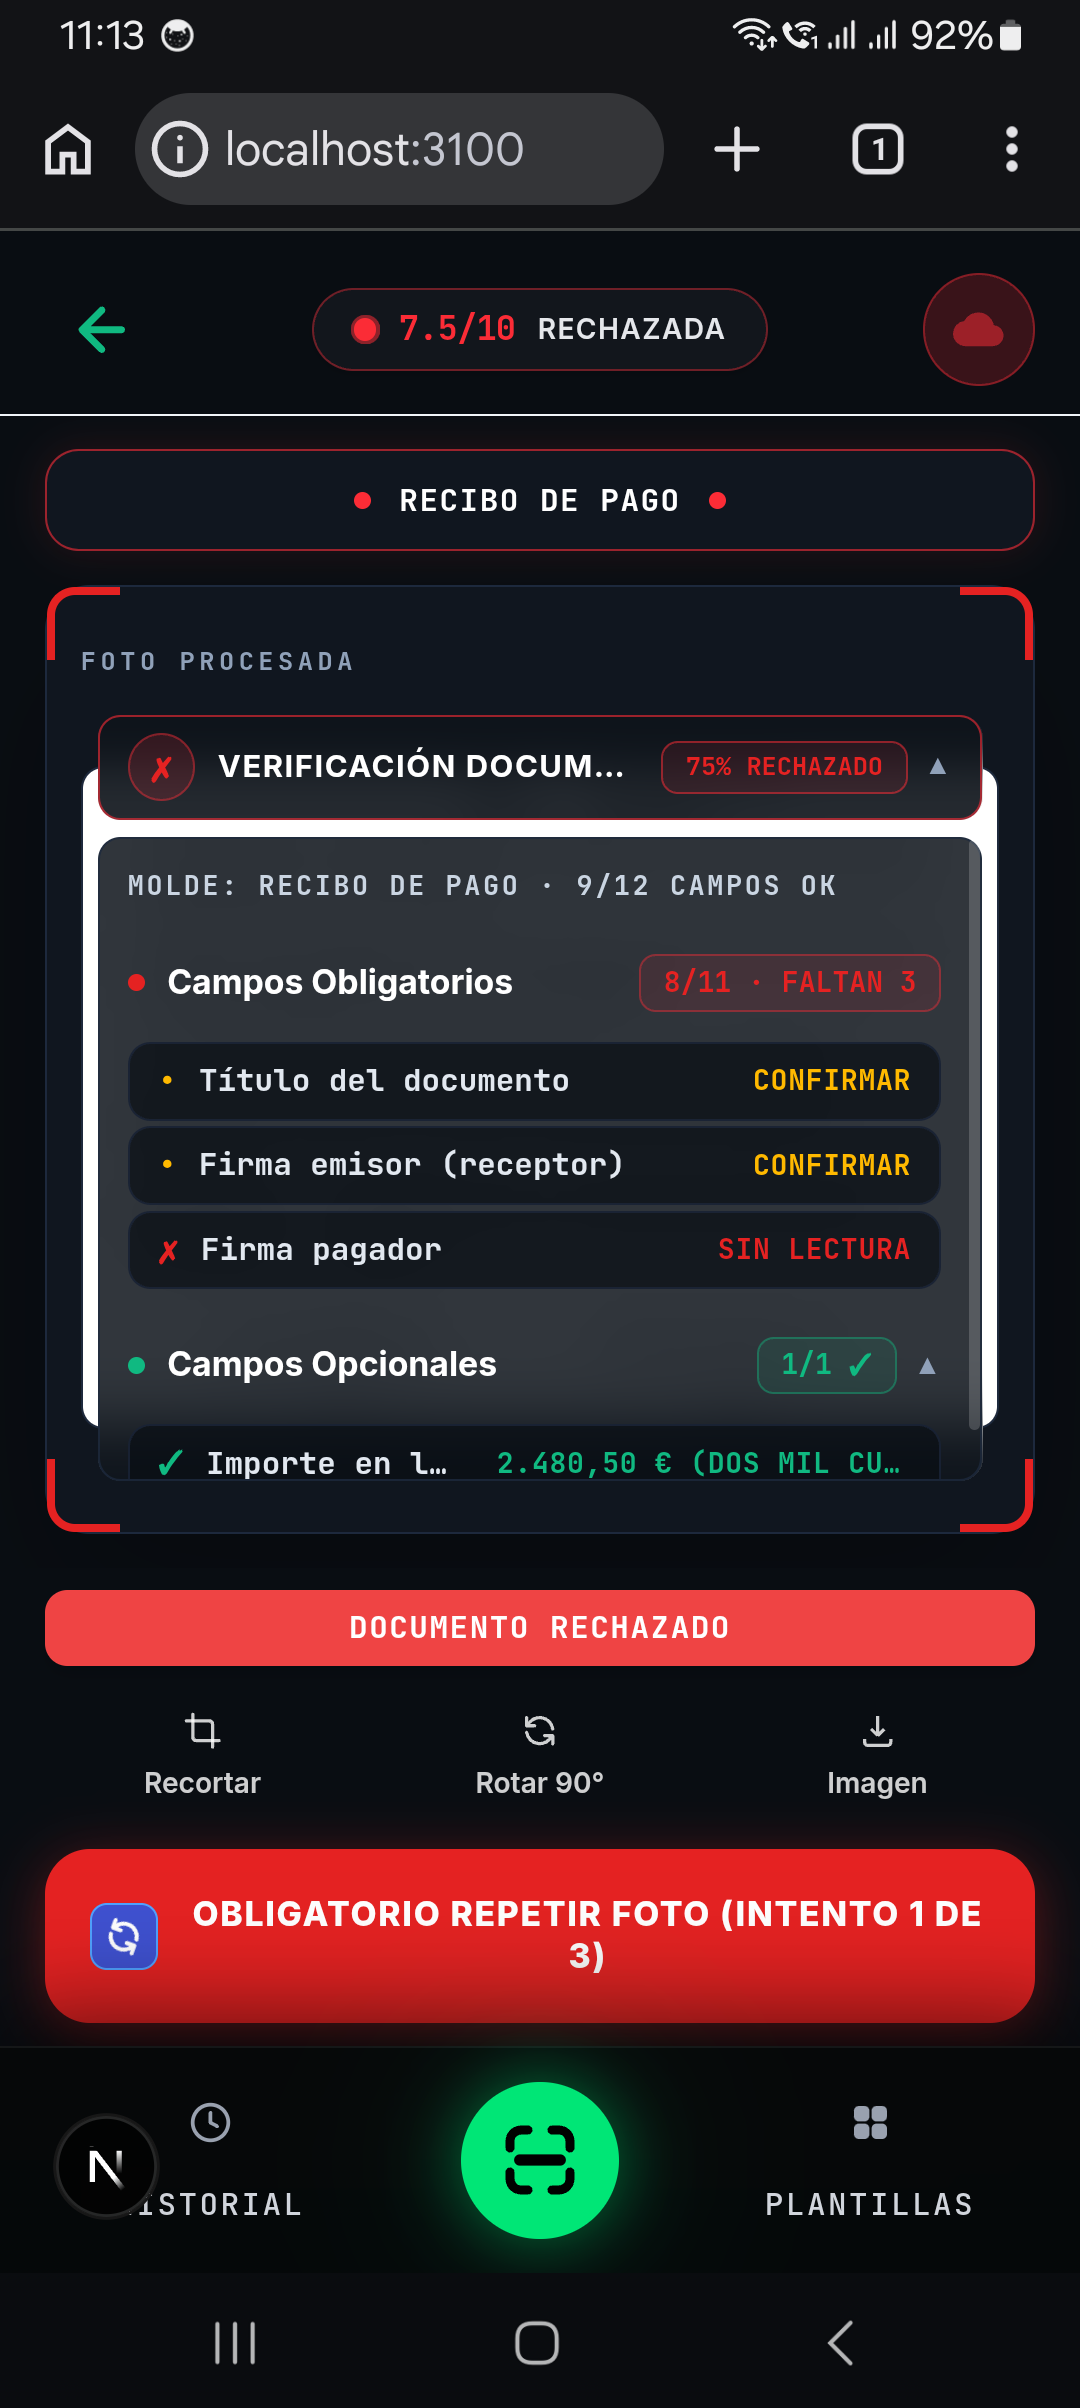 11:13
92%
localhost:3100
1
7.5/10 RECHAZADA
RECIBO DE PAGO
FOTO PROCESADA
✗ VERIFICACIÓN DOCUM... 75% RECHAZADO ▲
MOLDE: RECIBO DE PAGO · 9/12 CAMPOS OK
Campos Obligatorios 8/11 · FALTAN 3
• Título del documento CONFIRMAR
• Firma emisor (receptor) CONFIRMAR
✗ Firma pagador SIN LECTURA
Campos Opcionales 1/1 ✓ ▲
✓ Importe en l… 2.480,50 € (DOS MIL CU…
DOCUMENTO RECHAZADO
Recortar Rotar 90° Imagen
OBLIGATORIO REPETIR FOTO (INTENTO 1 DE
3)
N
ISTORIAL PLANTILLAS